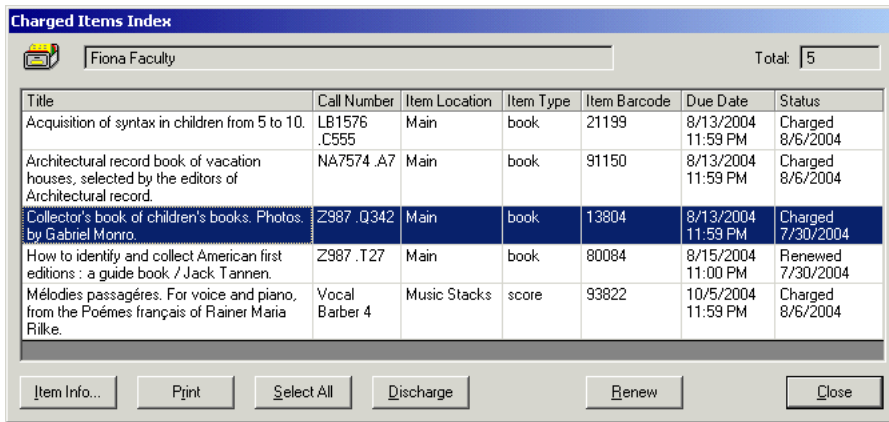 Charged Items Index
Fiona Faculty
Total: 5
Title Call Number Item Location Item Type Item Barcode Due Date Status
Acquisition of syntax in children from 5 to 10. LB1576 Main book 21199 8/13/2004 Charged
.C555 11:59 PM 8/6/2004
Architectural record book of vacation NA7574 .A7 Main book 91150 8/13/2004 Charged
houses, selected by the editors of 11:59 PM 8/6/2004
Architectural record.
Collector's book of children's books. Photos. Z987 .Q342 Main book 13804 8/13/2004 Charged
by Gabriel Monro. 11:59 PM 7/30/2004
How to identify and collect American first Z987 .T27 Main book 80084 8/15/2004 Renewed
editions : a guide book / Jack Tannen. 11:00 PM 7/30/2004
Mélodies passagéres. For voice and piano, Vocal Music Stacks score 93822 10/5/2004 Charged
from the Poémes français of Rainer Maria Barber 4 11:59 PM 8/6/2004
Rilke.
Item Info... Print Select All Discharge Renew Close